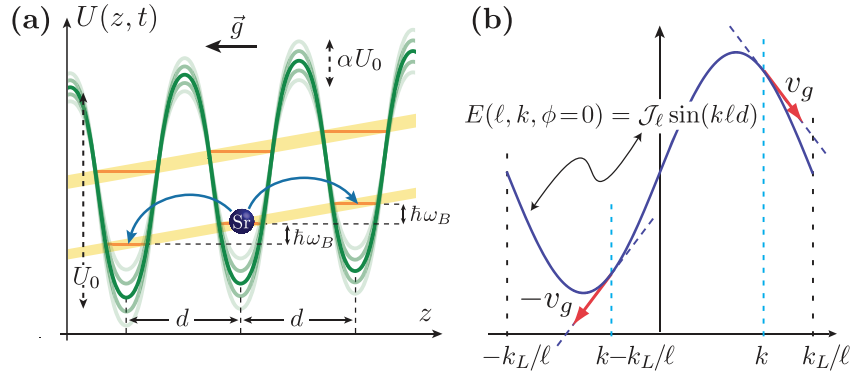 (a)
U(z, t)
g⃗
αU₀
Sr
ħω_B
ħω_B
U₀
d
d
z
(b)
v_g
E(ℓ, k, ϕ=0) = 𝒥_ℓ sin(kℓd)
−v_g
−k_L/ℓ
k−k_L/ℓ
k
k_L/ℓ